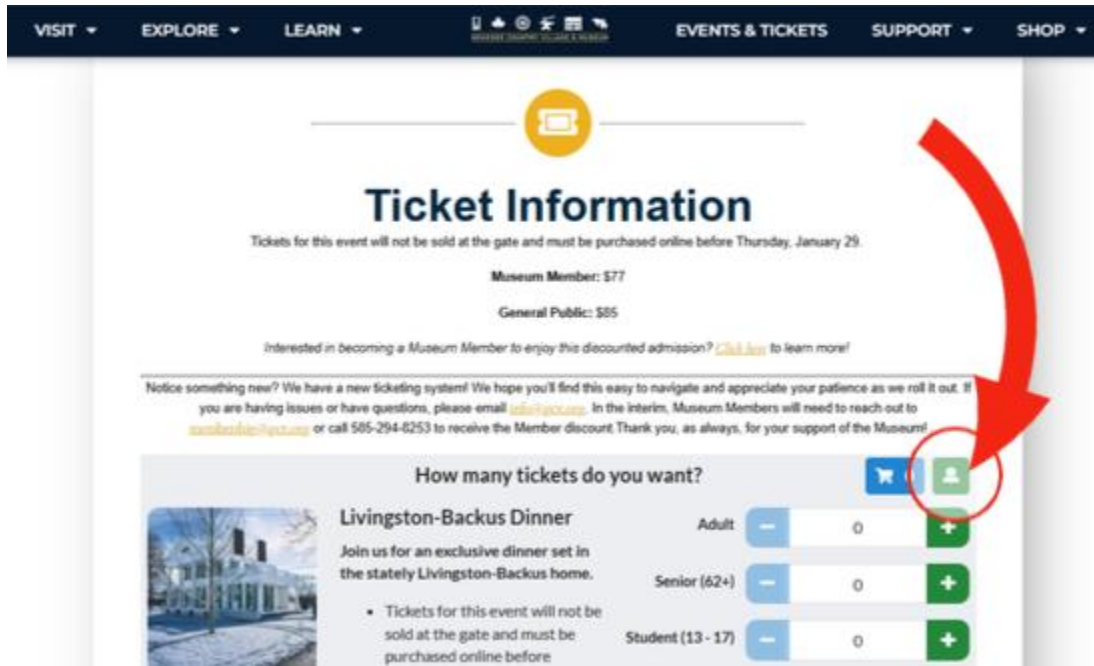 VISIT EXPLORE LEARN EVENTS & TICKETS SUPPORT SHOP
Ticket Information
Tickets for this event will not be sold at the gate and must be purchased online before Thursday, January 29.
Museum Member: $77
General Public: $85
Interested in becoming a Museum Member to enjoy this discounted admission? Click here to learn more!
Notice something new? We have a new ticketing system! We hope you'll find this easy to navigate and appreciate your patience as we roll it out. If
you are having issues or have questions, please email info@gcv.org. In the interim, Museum Members will need to reach out to
membership@gcv.org or call 585-294-8253 to receive the Member discount Thank you, as always, for your support of the Museum!
How many tickets do you want?
Livingston-Backus Dinner
Join us for an exclusive dinner set in
the stately Livingston-Backus home.
• Tickets for this event will not be
sold at the gate and must be
purchased online before
Adult - 0 +
Senior (62+) - 0 +
Student (13 - 17) - 0 +